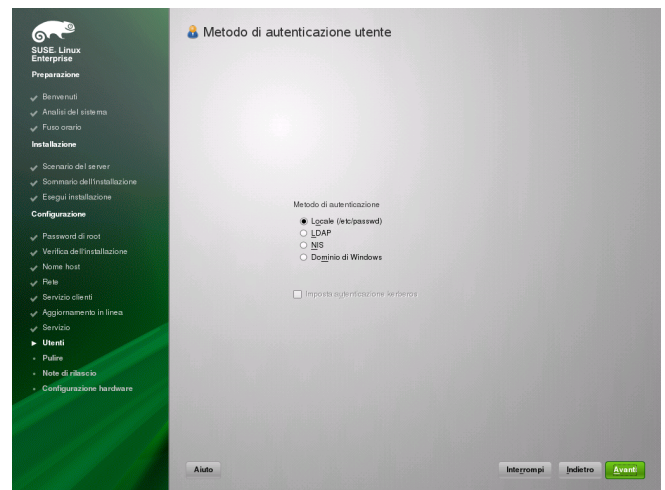 SUSE. Linux
Enterprise
Preparazione
Benvenuti
Analisi del sistema
Fuso orario
Installazione
Scenario del server
Sommario dell'installazione
Esegui installazione
Configurazione
Password di root
Verifica dell'installazione
Nome host
Rete
Servizio clienti
Aggiornamento in linea
Servizio
Utenti
Pulire
Note di rilascio
Configurazione hardware
Metodo di autenticazione utente
Metodo di autenticazione
Locale (/etc/passwd)
LDAP
NIS
Dominio di Windows
Imposta autenticazione kerberos
Aiuto
Interrompi
Indietro
Avanti